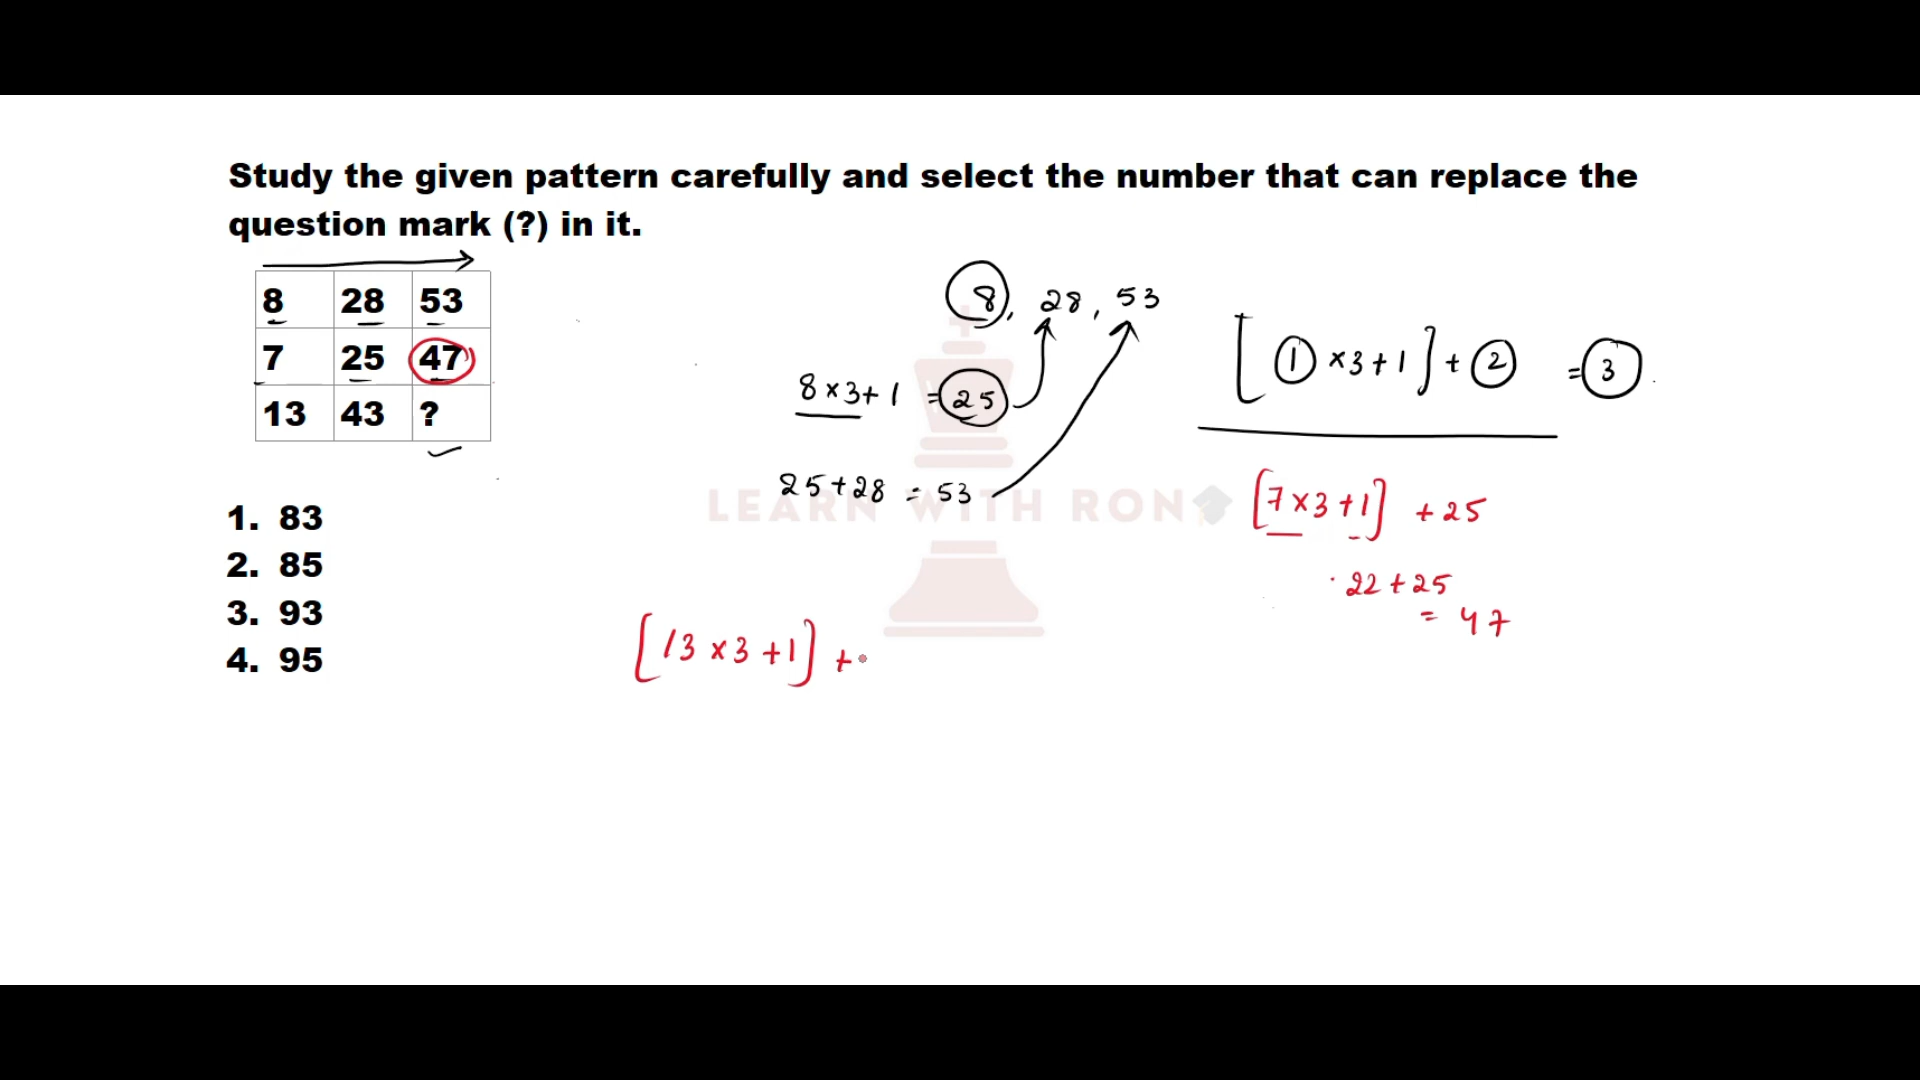 Study the given pattern carefully and select the number that can replace the
question mark (?) in it.
8 28 53
7 25 47
13 43 ?
1. 83
2. 85
3. 93
4. 95
8, 28, 53
8 × 3 + 1 = 25
25 + 28 = 53
[ 1 × 3 + 1 ] + 2 = 3
[ 7 × 3 + 1 ] + 25
22 + 25
= 47
[ 13 × 3 + 1 ] +
LEARN WITH RON